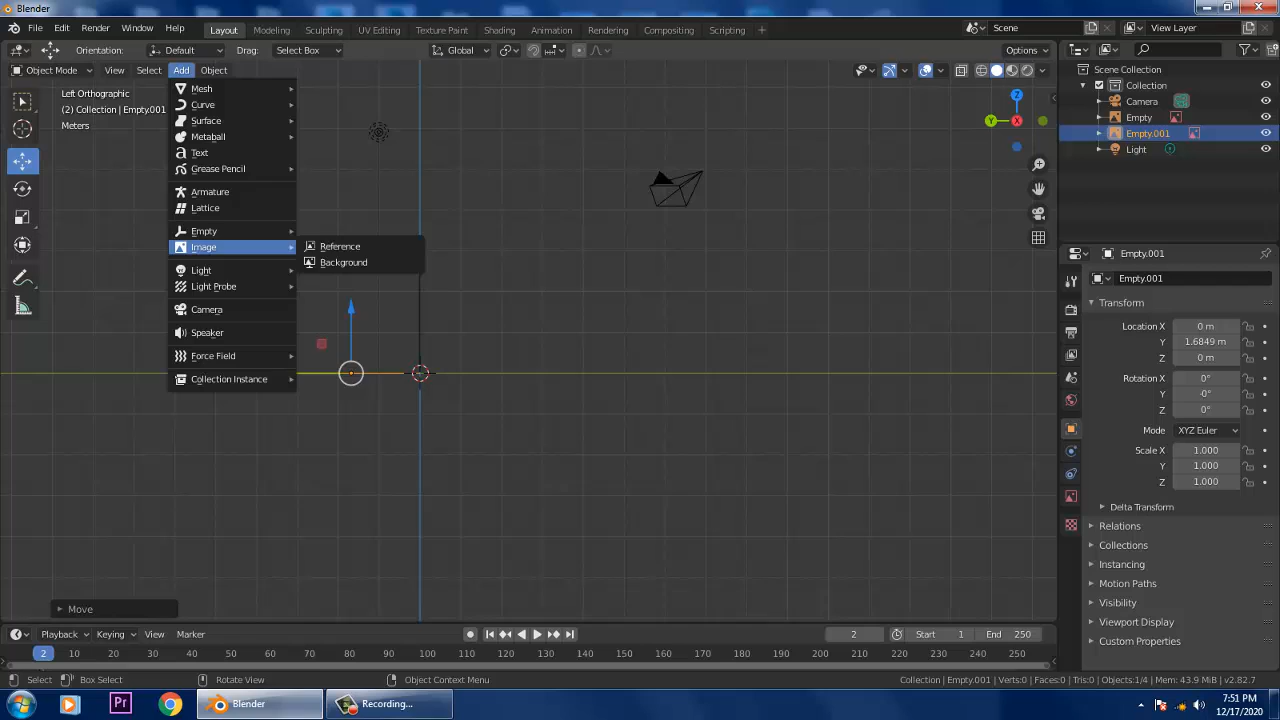 Blender
File Edit Render Window Help Layout Modeling Sculpting UV Editing Texture Paint Shading Animation Rendering Compositing Scripting Scene View Layer
Orientation: Default Drag: Select Box Global Options
Object Mode View Select Add Object
Left Orthographic
(2) Collection | Empty.001
Meters
Mesh
Curve
Surface
Metaball
Text
Grease Pencil
Armature
Lattice
Empty
Image
Light
Light Probe
Camera
Speaker
Force Field
Collection Instance
Reference
Background
Z
Y
X
Move
Scene Collection
Collection
Camera
Empty
Empty.001
Light
Empty.001
Empty.001
Transform
Location X 0 m
Y 1.6849 m
Z 0 m
Rotation X 0°
Y -0°
Z 0°
Mode XYZ Euler
Scale X 1.000
Y 1.000
Z 1.000
Delta Transform
Relations
Collections
Instancing
Motion Paths
Visibility
Viewport Display
Custom Properties
Playback Keying View Marker 2 Start 1 End 250
2 10 20 30 40 50 60 70 80 90 100 110 120 130 140 150 160 170 180 190 200 210 220 230 240 250
Select Box Select Rotate View Object Context Menu Collection | Empty.001 | Verts:0 | Faces:0 | Tris:0 | Objects:1/4 | Mem: 43.9 MiB | v2.82.7
Pr Blender Recording... 7:51 PM
12/17/2020